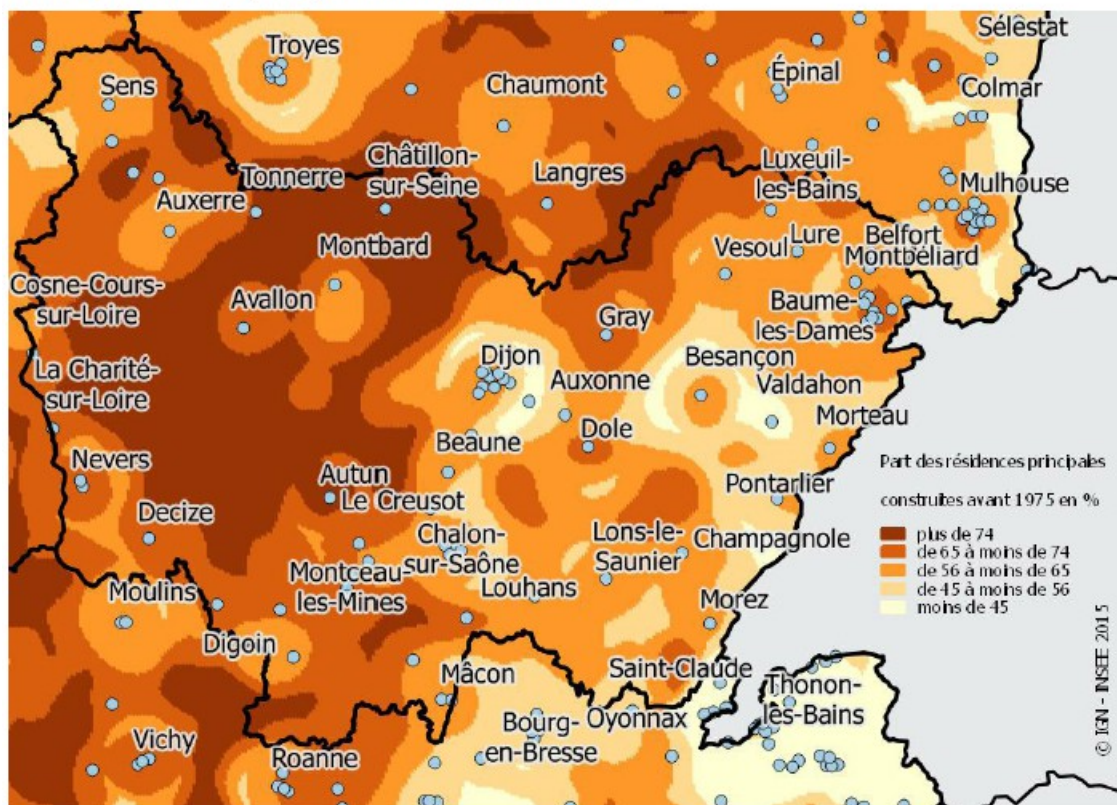 Sélestat
Troyes
Épinal
Sens
Chaumont
Colmar
Châtillon-
sur-Seine
Tonnerre
Langres
Luxeuil-
les-Bains
Mulhouse
Auxerre
Montbard
Vesoul
Lure
Belfort
Montbéliard
Cosne-Cours-
sur-Loire
Avallon
Gray
Baume-
les-Dames
Dijon
Besançon
La Charité-
sur-Loire
Auxonne
Valdahon
Morteau
Beaune
Dole
Nevers
Autun
Pontarlier
Le Creusot
Decize
Chalon-
sur-Saône
Lons-le-
Saunier
Champagnole
Montceau-
les-Mines
Louhans
Moulins
Morez
Digoin
Mâcon
Saint-Claude
Thonon-
les-Bains
Bourg-
en-Bresse
Oyonnax
Vichy
Roanne
Part des résidences principales
construites avant 1975 en %
plus de 74
de 65 à moins de 74
de 56 à moins de 65
de 45 à moins de 56
moins de 45
© IGN - INSEE 2015